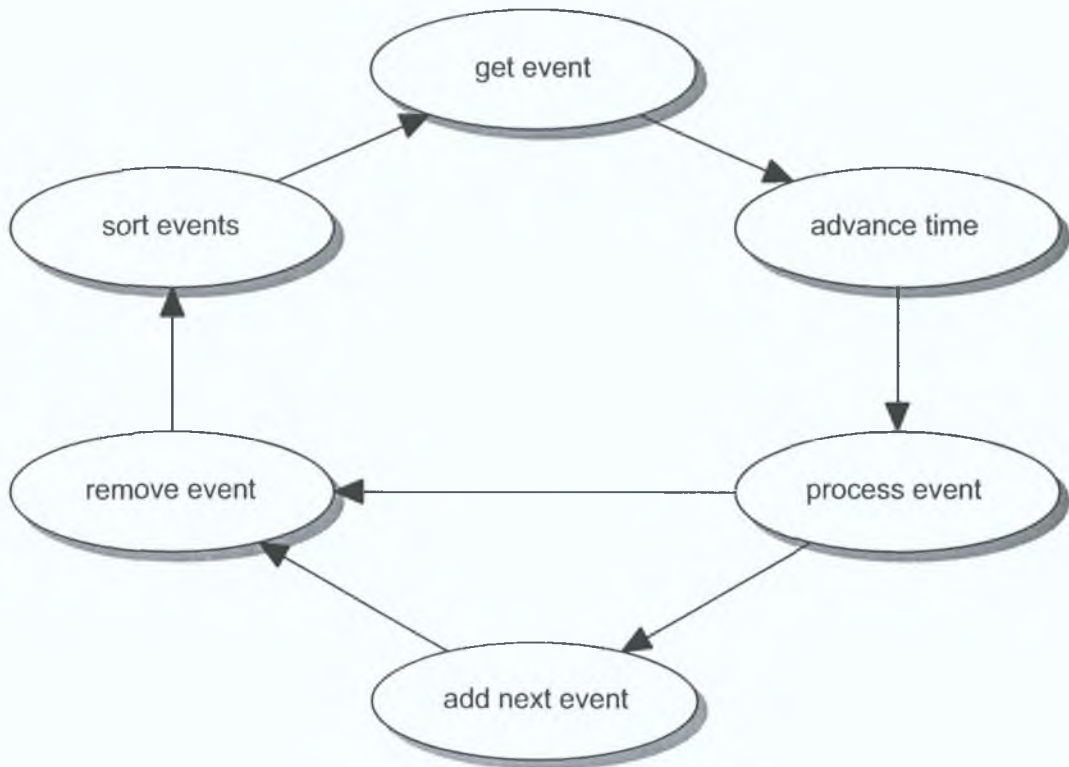 get event
sort events
advance time
remove event
process event
add next event